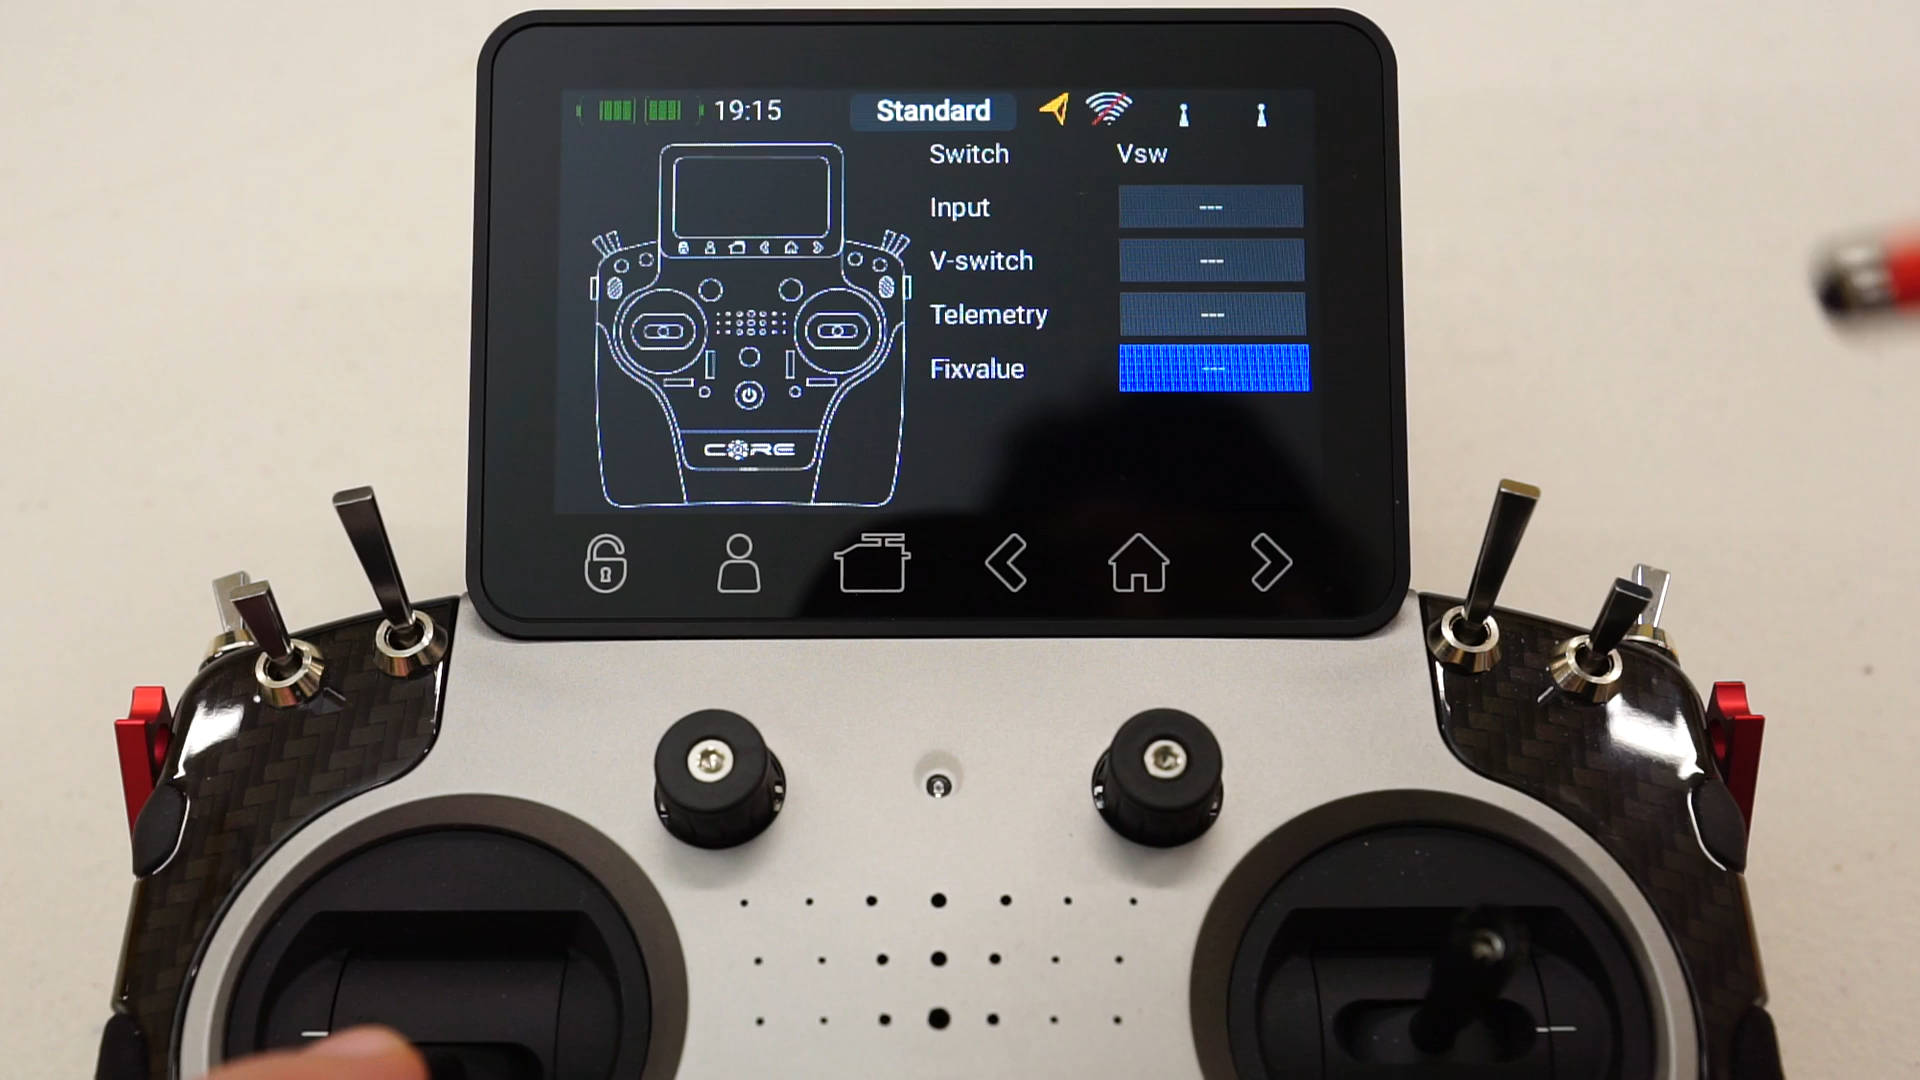 19:15 Standard
Switch Vsw
Input ---
V-switch ---
Telemetry ---
Fixvalue ---
CORE